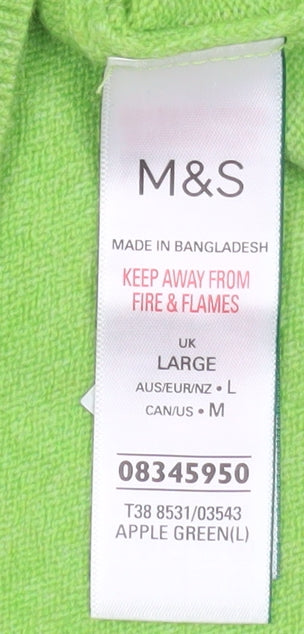 M&S
MADE IN BANGLADESH
KEEP AWAY FROM
FIRE & FLAMES
UK
LARGE
AUS/EUR/NZ • L
CAN/US • M
08345950
T38 8531/03543
APPLE GREEN(L)